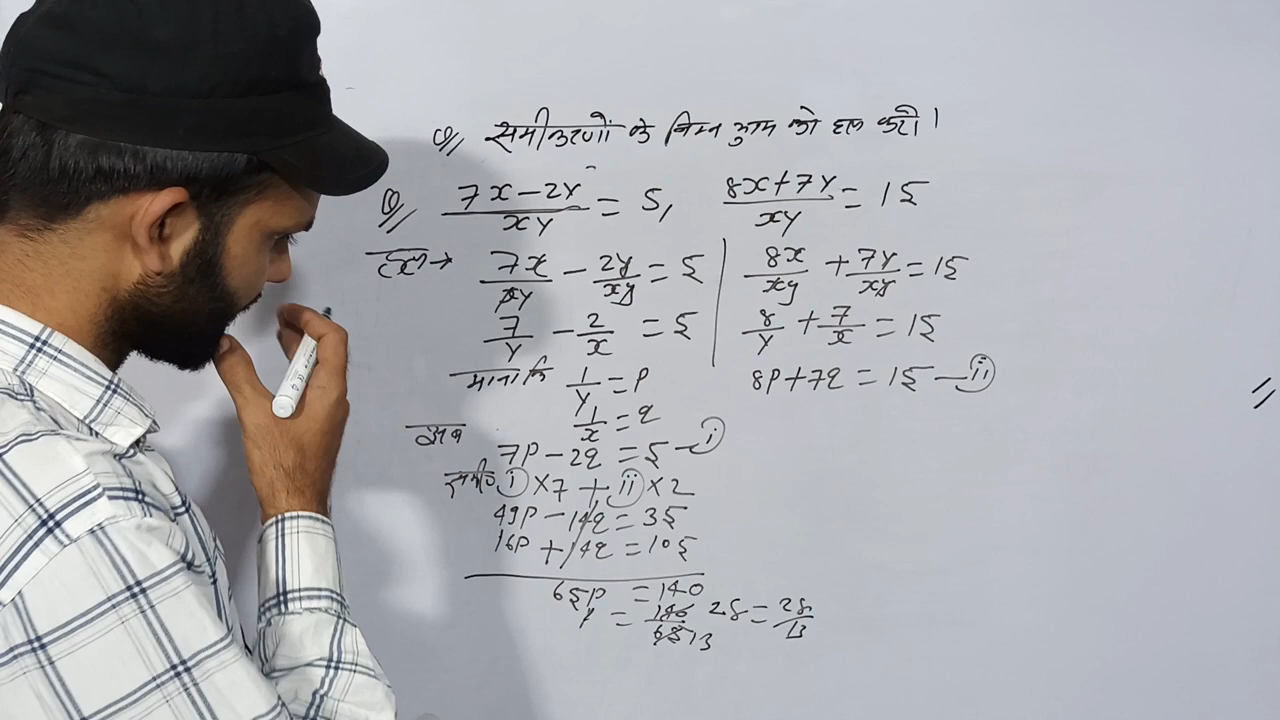 Q// समीकरणों के निम्न युग्म को हल करो।
Q// (7x-2y)/xy = 5, (8x+7y)/xy = 15
हल→ 7x/xy - 2y/xy = 5 | 8x/xy + 7y/xy = 15
7/y - 2/x = 5 | 8/y + 7/x = 15
माना कि 1/y = p 8p+7q = 15 -(ii)
1/x = q
अब 7p-2q = 5 -(i)
समी० (i) ×7 + (ii) ×2
49p-14q = 35
16p+14q = 105
65p = 140
p = 140/65 28 13 = 28/13